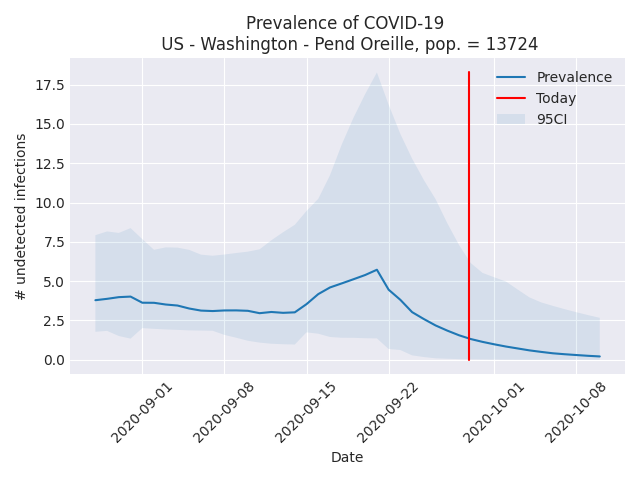 Prevalence of COVID-19
US - Washington - Pend Oreille, pop. = 13724
Prevalence
Today
95CI
# undetected infections
17.5
15.0
12.5
10.0
7.5
5.0
2.5
0.0
2020-09-01
2020-09-08
2020-09-15
2020-09-22
2020-10-01
2020-10-08
Date